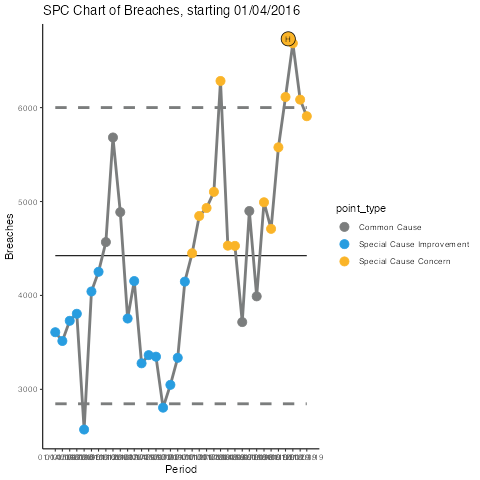 SPC Chart of Breaches, starting 01/04/2016
H
6000
5000
4000
3000
Breaches
Period
point_type
Common Cause
Special Cause Improvement
Special Cause Concern